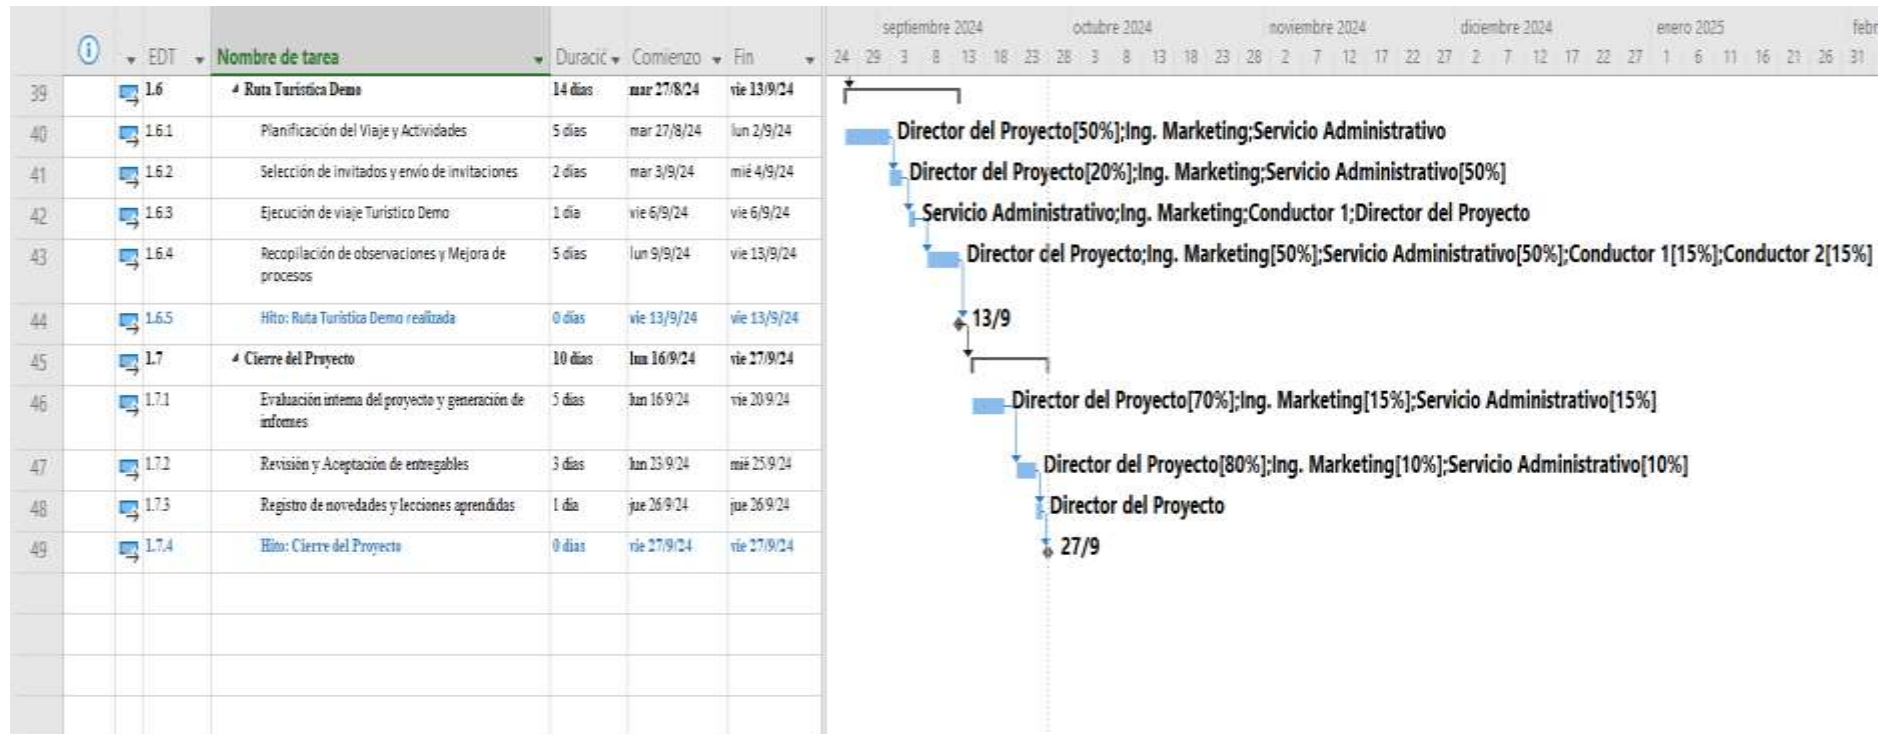 septiembre 2024 octubre 2024 noviembre 2024 diciembre 2024 enero 2025 febr
EDT Nombre de tarea Duració Comienzo Fin 24 29 3 8 13 18 23 28 3 8 13 18 23 28 2 7 12 17 22 27 2 7 12 17 22 27 1 6 11 16 21 26 31
39 1.6 Ruta Turistica Demo 14 días mar 27/8/24 vie 13/9/24
40 1.6.1 Planificación del Viaje y Actividades 5 días mar 27/8/24 lun 2/9/24 Director del Proyecto[50%];Ing. Marketing;Servicio Administrativo
41 1.6.2 Selección de invitados y envío de invitaciones 2 días mar 3/9/24 mié 4/9/24 Director del Proyecto[20%];Ing. Marketing;Servicio Administrativo[50%]
42 1.6.3 Ejecución de viaje Turístico Demo 1 día vie 6/9/24 vie 6/9/24 Servicio Administrativo;Ing. Marketing;Conductor 1;Director del Proyecto
43 1.6.4 Recopilación de observaciones y Mejora de 5 días lun 9/9/24 vie 13/9/24 Director del Proyecto;Ing. Marketing[50%];Servicio Administrativo[50%];Conductor 1[15%];Conductor 2[15%]
procesos
44 1.6.5 Hito: Ruta Turística Demo realizada 0 días vie 13/9/24 vie 13/9/24 13/9
45 1.7 Cierre del Proyecto 10 días lun 16/9/24 vie 27/9/24
46 1.7.1 Evaluación interna del proyecto y generación de 5 días lun 16/9/24 vie 20/9/24 Director del Proyecto[70%];Ing. Marketing[15%];Servicio Administrativo[15%]
informes
47 1.7.2 Revisión y Aceptación de entregables 3 días lun 23/9/24 mié 25/9/24 Director del Proyecto[80%];Ing. Marketing[10%];Servicio Administrativo[10%]
48 1.7.3 Registro de novedades y lecciones aprendidas 1 día jue 26/9/24 jue 26/9/24 Director del Proyecto
49 1.7.4 Hito: Cierre del Proyecto 0 días vie 27/9/24 vie 27/9/24 27/9